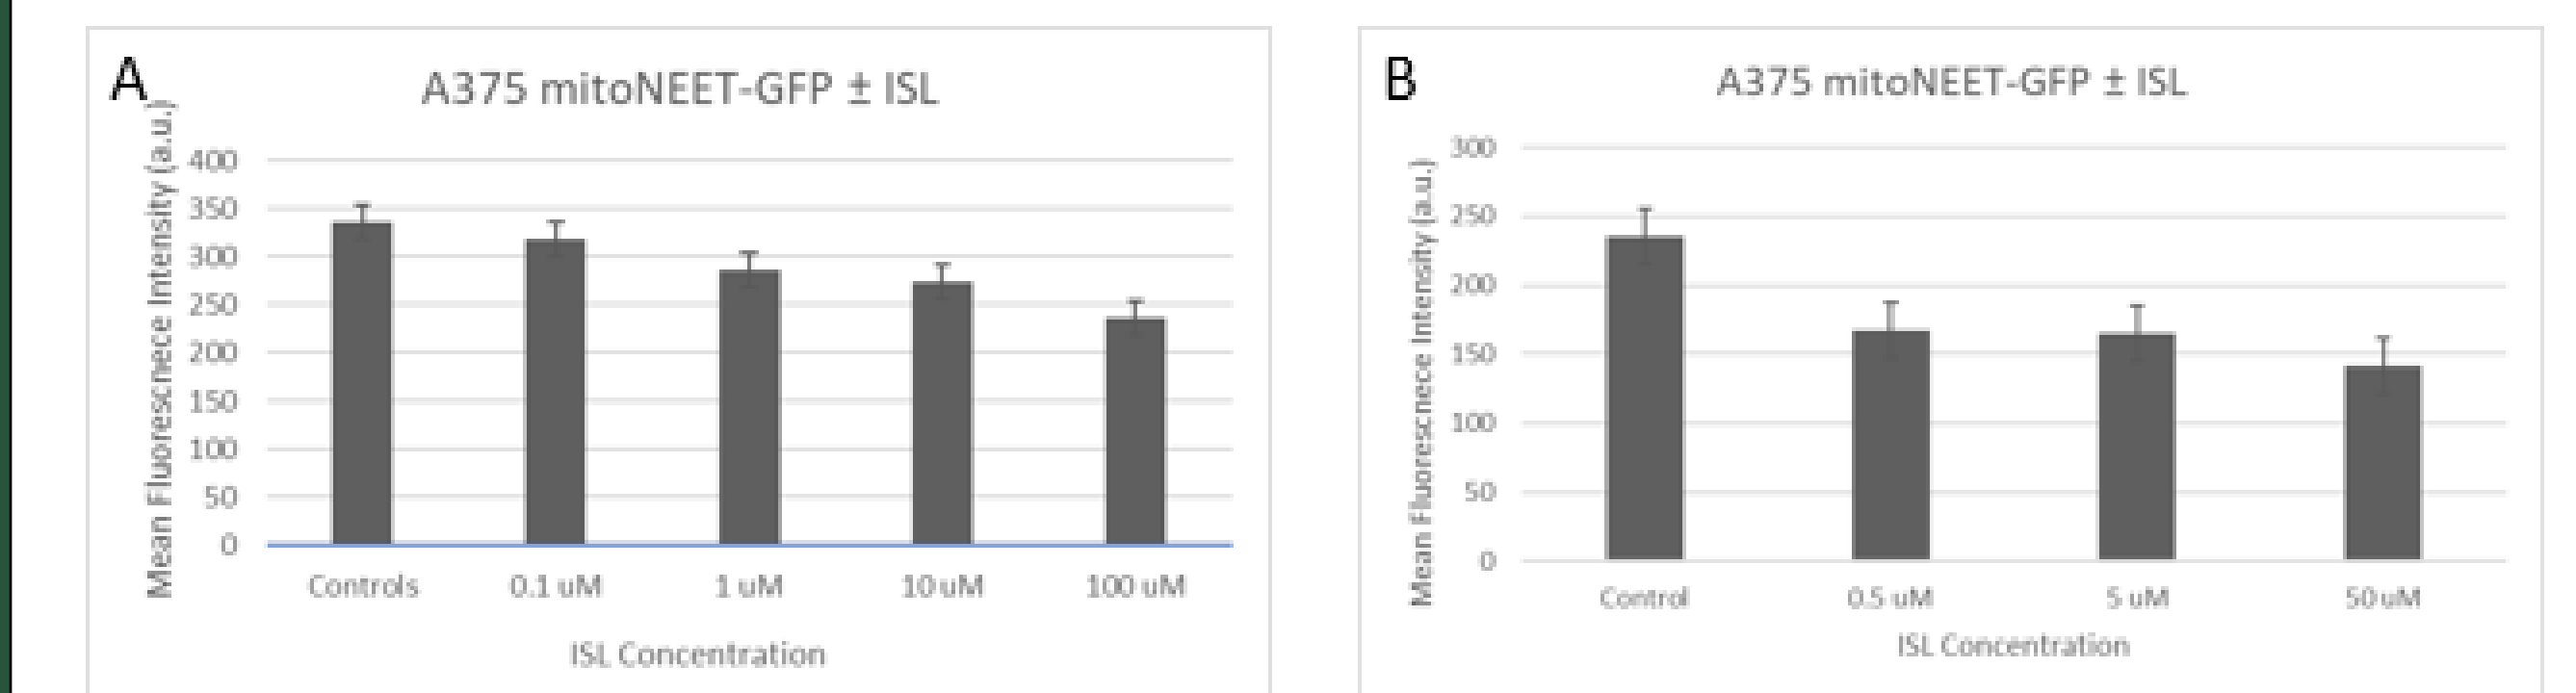 A
A375 mitoNEET-GFP ± ISL
Mean Fluorescnece Intensity (a.u.)
400
350
300
250
200
150
100
50
0
Controls 0.1 uM 1 uM 10 uM 100 uM
ISL Concentration
B
A375 mitoNEET-GFP ± ISL
Mean Fluorescnece Intensity (a.u.)
300
250
200
150
100
50
0
Control 0.5 uM 5 uM 50 uM
ISL Concentration